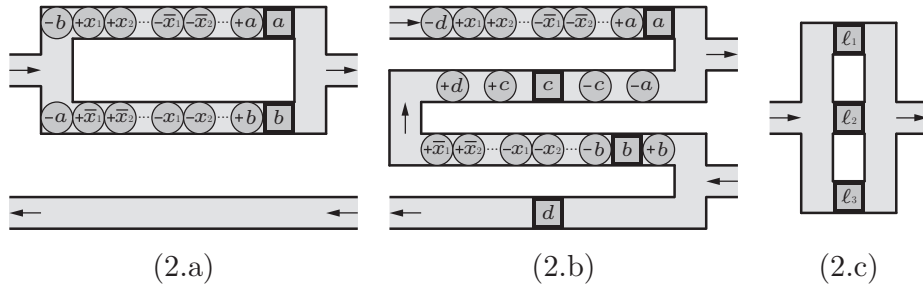 −b +x₁ +x₂ ··· −x̅₁ −x̅₂ ··· +a a
−a +x̅₁ +x̅₂ ··· −x₁ −x₂ ··· +b b
(2.a)
−d +x₁ +x₂ ··· −x̅₁ −x̅₂ ··· +a a
+d +c c −c −a
+x̅₁ +x̅₂ ··· −x₁ −x₂ ··· −b b +b
d
(2.b)
ℓ₁
ℓ₂
ℓ₃
(2.c)